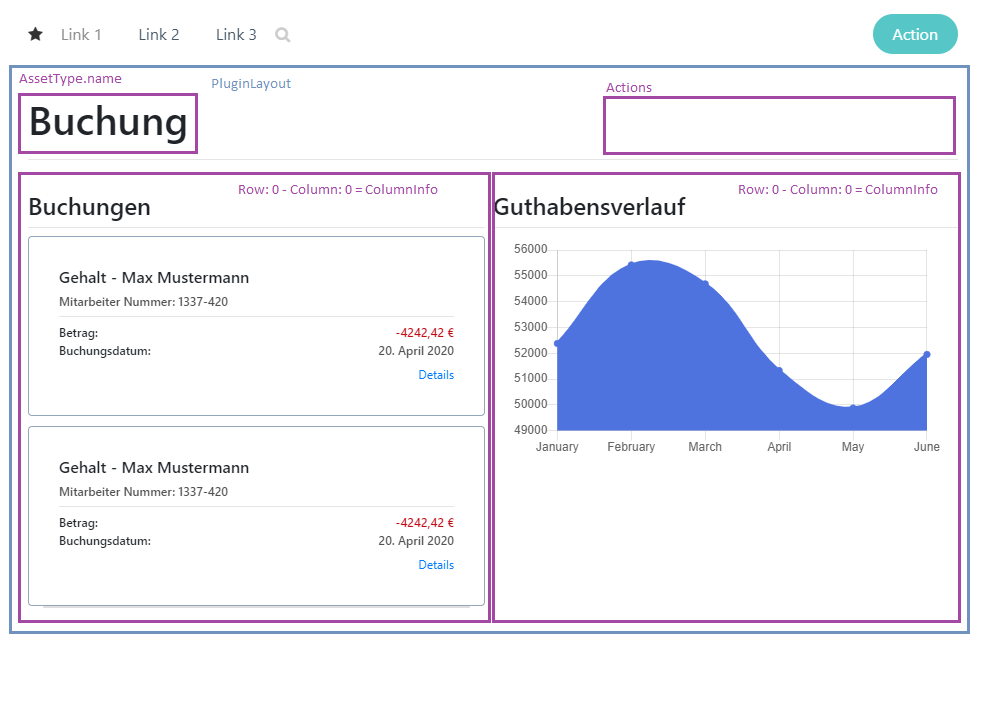 Link 1 Link 2 Link 3 Action
AssetType.name
PluginLayout
Actions
Buchung
Row: 0 - Column: 0 = ColumnInfo
Buchungen
Gehalt - Max Mustermann
Mitarbeiter Nummer: 1337-420
Betrag: -4242,42 €
Buchungsdatum: 20. April 2020
Details
Gehalt - Max Mustermann
Mitarbeiter Nummer: 1337-420
Betrag: -4242,42 €
Buchungsdatum: 20. April 2020
Details
Row: 0 - Column: 0 = ColumnInfo
Guthabensverlauf
56000
55000
54000
53000
52000
51000
50000
49000
January February March April May June